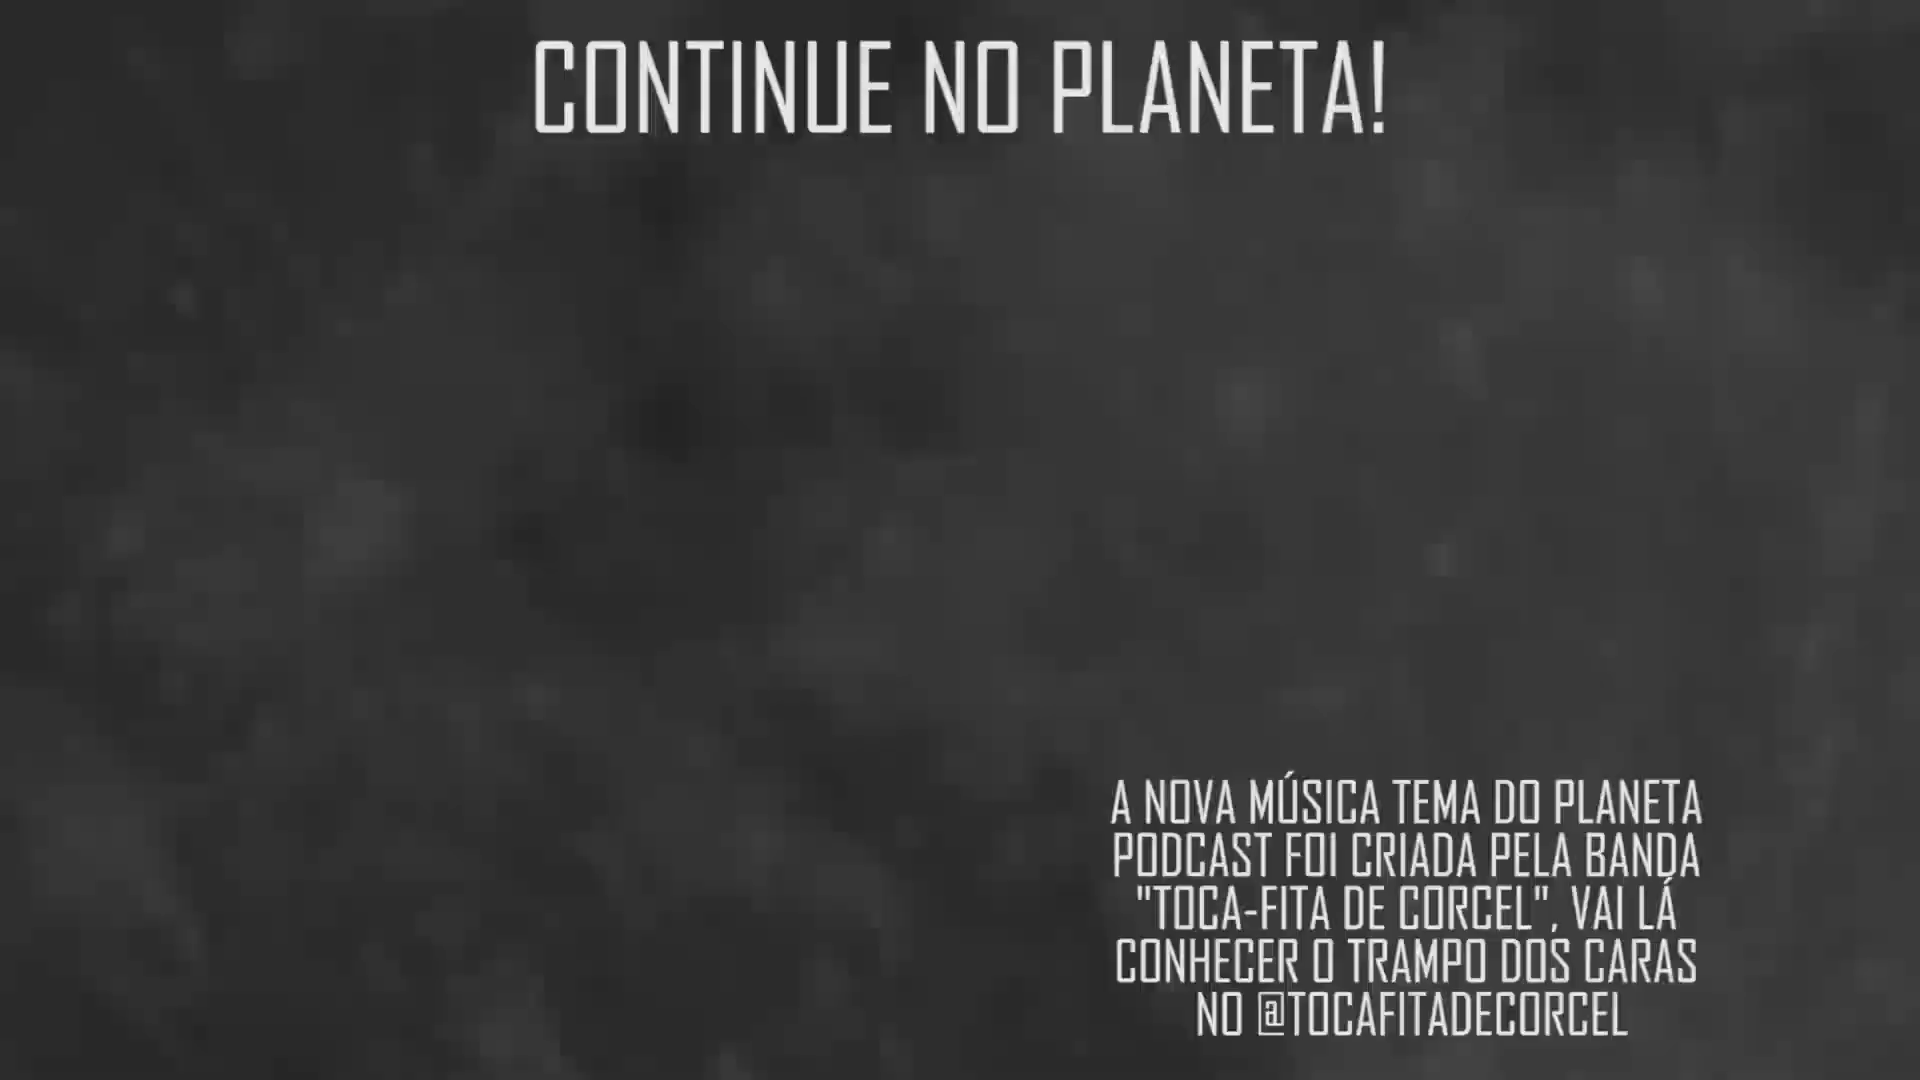 CONTINUE NO PLANETA!
A NOVA MÚSICA TEMA DO PLANETA
PODCAST FOI CRIADA PELA BANDA
"TOCA-FITA DE CORCEL", VAI LÁ
CONHECER O TRAMPO DOS CARAS
NO @TOCAFITADECORCEL